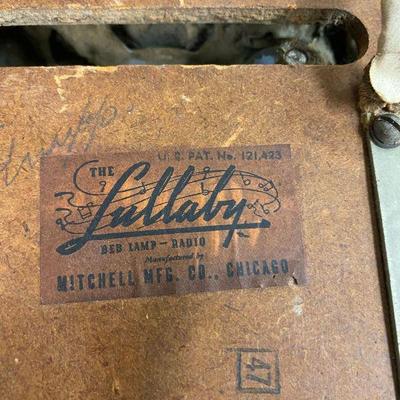 U. S. PAT. No. 121,423
THE
Lullaby
BED LAMP - RADIO
Manufactured by
MITCHELL MFG. CO., CHICAGO
47